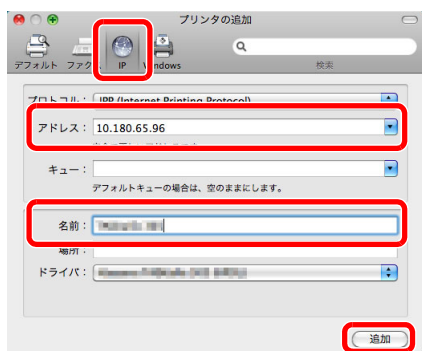 プリンタの追加
デフォルト ファクス IP Windows 検索
プロトコル： IPP (Internet Printing Protocol)
アドレス： 10.180.65.96
キュー：
デフォルトキューの場合は、空のままにします。
名前：
場所：
ドライバ：
追加